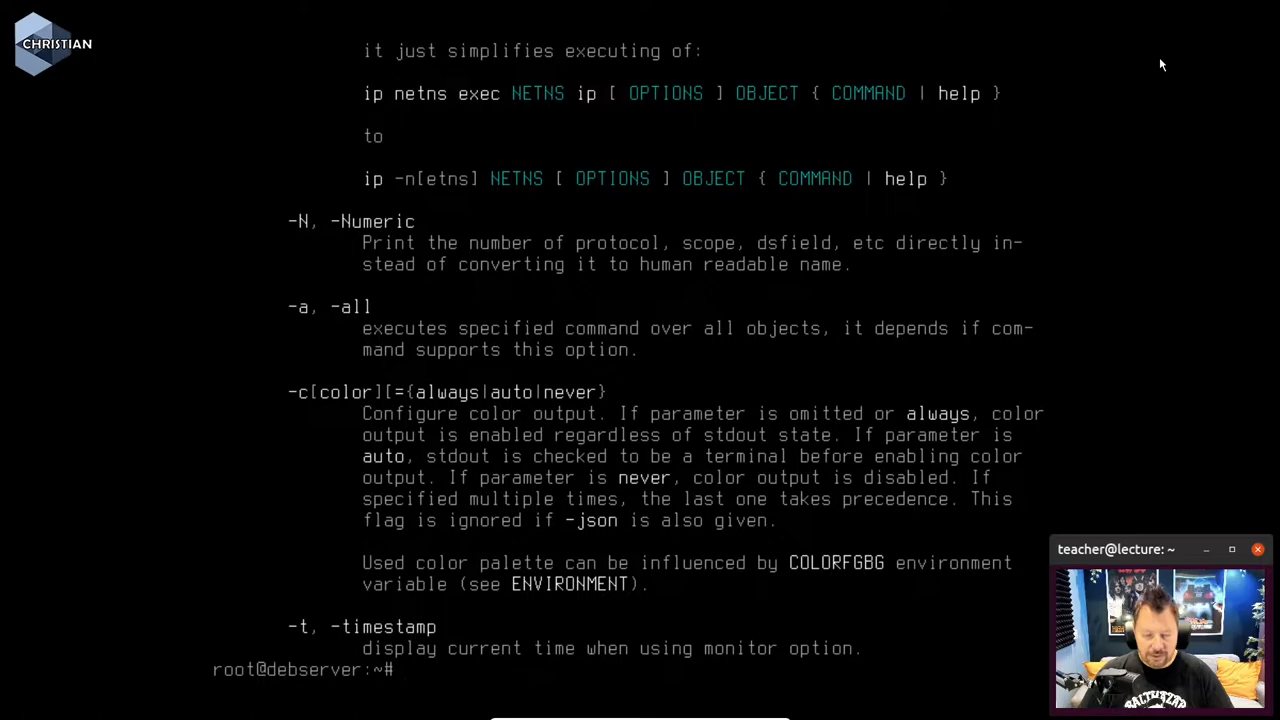 CHRISTIAN
it just simplifies executing of:
ip netns exec NETNS ip [ OPTIONS ] OBJECT { COMMAND | help }
to
ip -n[etns] NETNS [ OPTIONS ] OBJECT { COMMAND | help }
-N, -Numeric
Print the number of protocol, scope, dsfield, etc directly in-
stead of converting it to human readable name.
-a, -all
executes specified command over all objects, it depends if com-
mand supports this option.
-c[color][={always|auto|never}
Configure color output. If parameter is omitted or always, color
output is enabled regardless of stdout state. If parameter is
auto, stdout is checked to be a terminal before enabling color
output. If parameter is never, color output is disabled. If
specified multiple times, the last one takes precedence. This
flag is ignored if -json is also given.
Used color palette can be influenced by COLORFGBG environment
variable (see ENVIRONMENT).
-t, -timestamp
display current time when using monitor option.
root@debserver:~#
teacher@lecture: ~